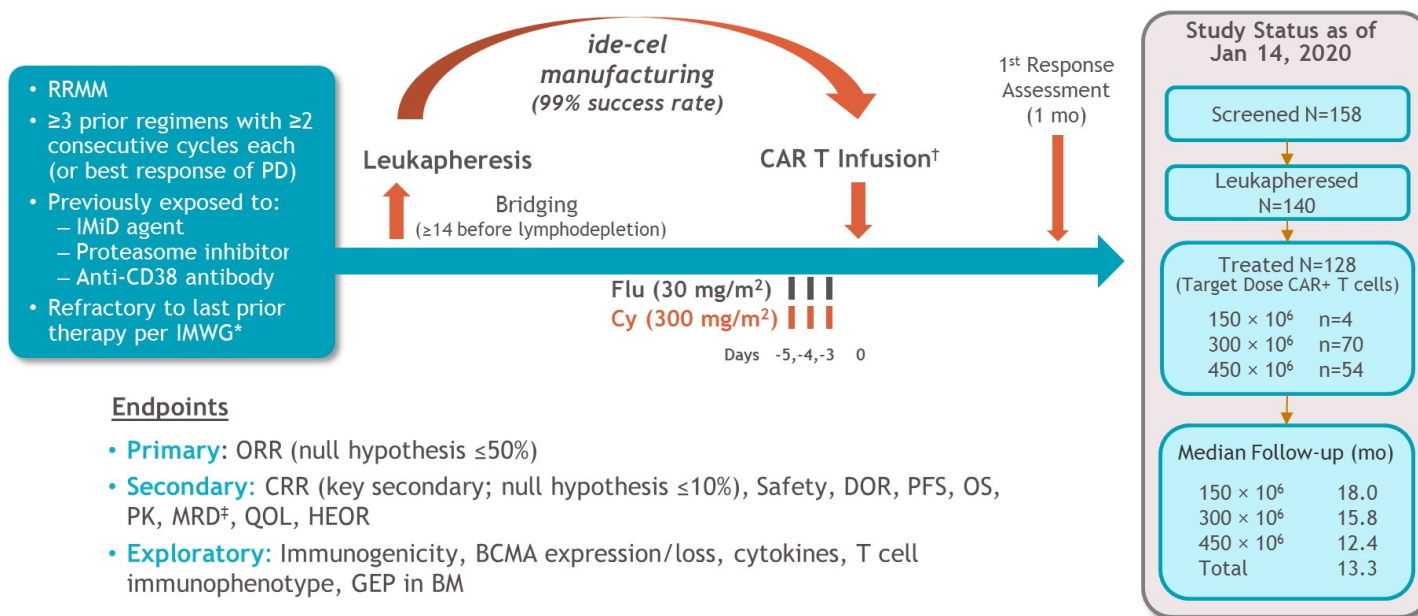 • RRMM
• ≥3 prior regimens with ≥2
consecutive cycles each
(or best response of PD)
• Previously exposed to:
– IMiD agent
– Proteasome inhibitor
– Anti-CD38 antibody
• Refractory to last prior
therapy per IMWG*
ide-cel
manufacturing
(99% success rate)
Leukapheresis
CAR T Infusion†
1st Response
Assessment
(1 mo)
Bridging
(≥14 before lymphodepletion)
Flu (30 mg/m²)
Cy (300 mg/m²)
Days -5,-4,-3 0
Endpoints
• Primary: ORR (null hypothesis ≤50%)
• Secondary: CRR (key secondary; null hypothesis ≤10%), Safety, DOR, PFS, OS,
PK, MRD‡, QOL, HEOR
• Exploratory: Immunogenicity, BCMA expression/loss, cytokines, T cell
immunophenotype, GEP in BM
Study Status as of
Jan 14, 2020
Screened N=158
Leukapheresed
N=140
Treated N=128
(Target Dose CAR+ T cells)
150 × 10⁶ n=4
300 × 10⁶ n=70
450 × 10⁶ n=54
Median Follow-up (mo)
150 × 10⁶ 18.0
300 × 10⁶ 15.8
450 × 10⁶ 12.4
Total 13.3